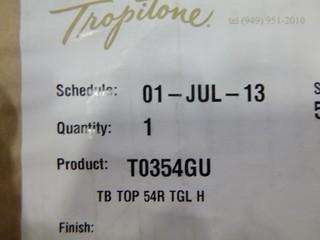 Tropitone.
tel (949) 951-2010
Schedule: 01-JUL-13
Quantity: 1
Product: T0354GU
TB TOP 54R TGL H
Finish: